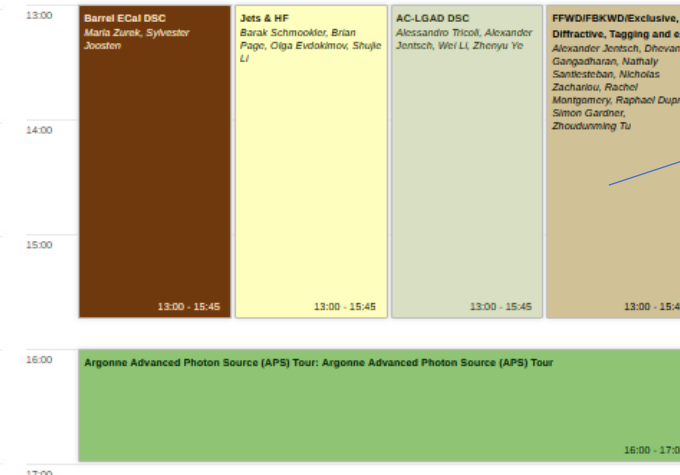 13:00
Barrel ECal DSC
Maria Zurek, Sylvester
Joosten
13:00 - 15:45
Jets & HF
Barak Schmookler, Brian
Page, Olga Evdokimov, Shujie
Li
13:00 - 15:45
AC-LGAD DSC
Alessandro Tricoli, Alexander
Jentsch, Wei Li, Zhenyu Ye
13:00 - 15:45
FFWD/FBKWD/Exclusive,
Diffractive, Tagging and
Alexander Jentsch,
Gangadharan, Nathaly
Santiesteban, Nicholas
Zachariou, Rachel
Montgomery, Raphael
Simon Gardner,
Zhoudunming Tu
13:00 - 15:4
14:00
15:00
16:00
Argonne Advanced Photon Source (APS) Tour: Argonne Advanced Photon Source (APS) Tour
16:00 - 17:0
17:00